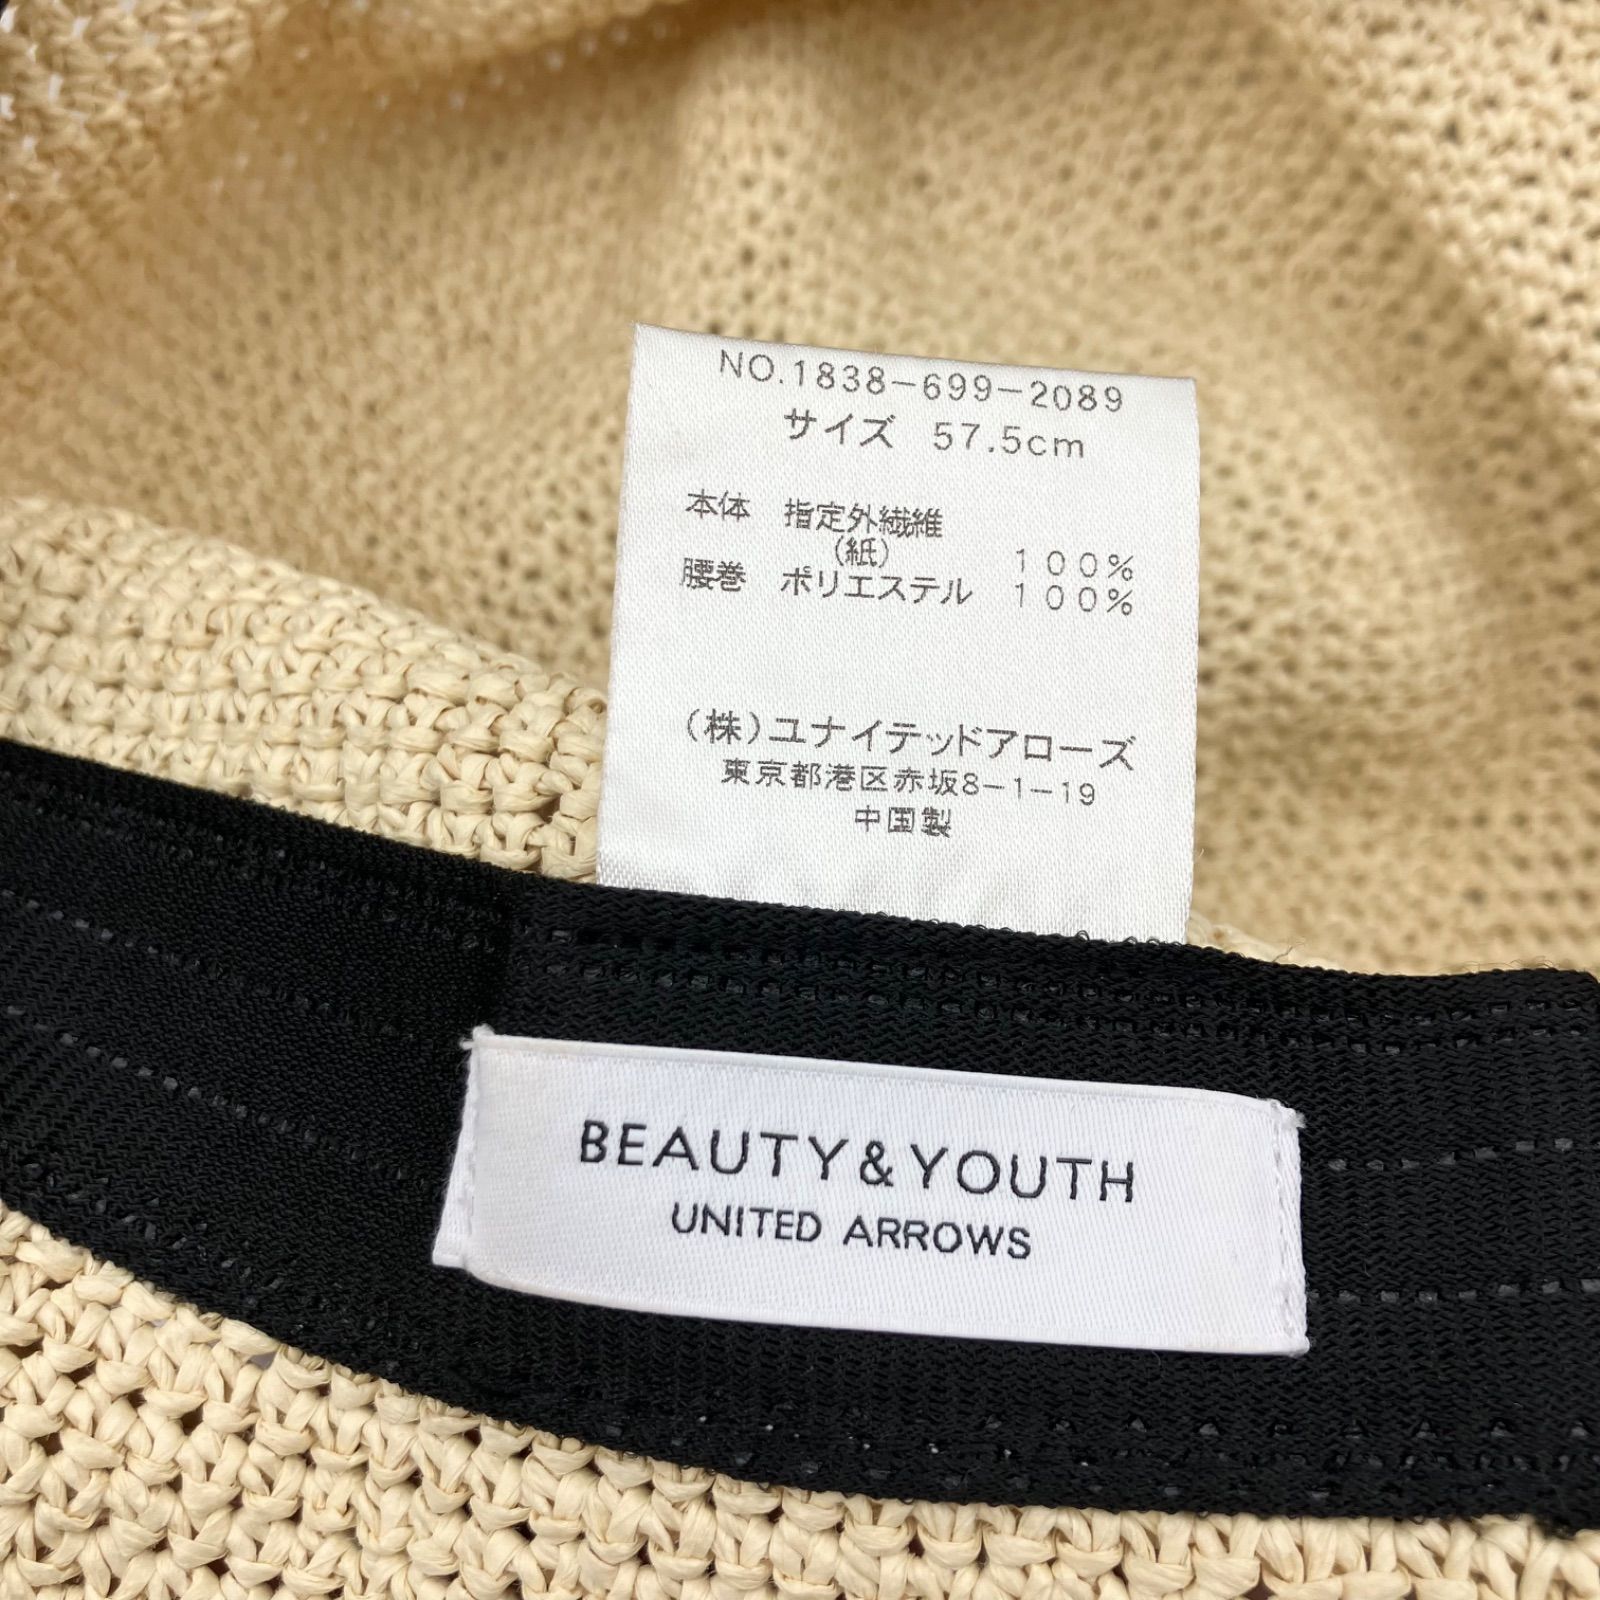 NO.1838-699-2089
サイズ 57.5cm
本体 指定外繊維
(紙) 100%
腰巻 ポリエステル 100%
(株)ユナイテッドアローズ
東京都港区赤坂8-1-19
中国製
BEAUTY&YOUTH
UNITED ARROWS